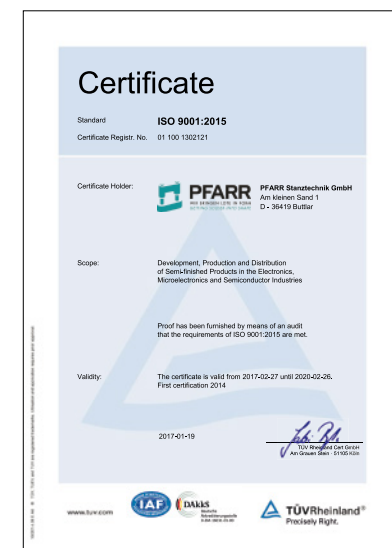 Certificate
Standard ISO 9001:2015
Certificate Registr. No. 01 100 1302121
Certificate Holder: PFARR PFARR Stanztechnik GmbH
Am kleinen Sand 1
D - 36419 Buttlar
Scope: Development, Production and Distribution
of Semi-finished Products in the Electronics,
Microelectronics and Semiconductor Industries
Proof has been furnished by means of an audit
that the requirements of ISO 9001:2015 are met.
Validity: The certificate is valid from 2017-02-27 until 2020-02-26.
First certification 2014
2017-01-19
TÜV Rheinland Cert GmbH
Am Grauen Stein · 51105 Köln
www.tuv.com
IAF
DAkkS
Deutsche
Akkreditierungsstelle
TÜVRheinland®
Precisely Right.